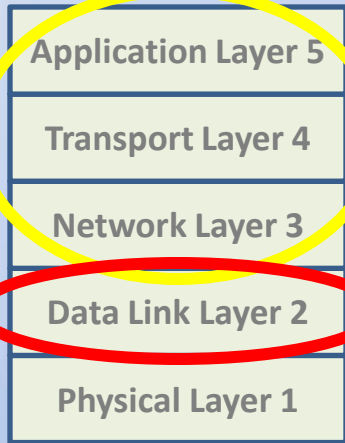 Application Layer 5
Transport Layer 4
Network Layer 3
Data Link Layer 2
Physical Layer 1